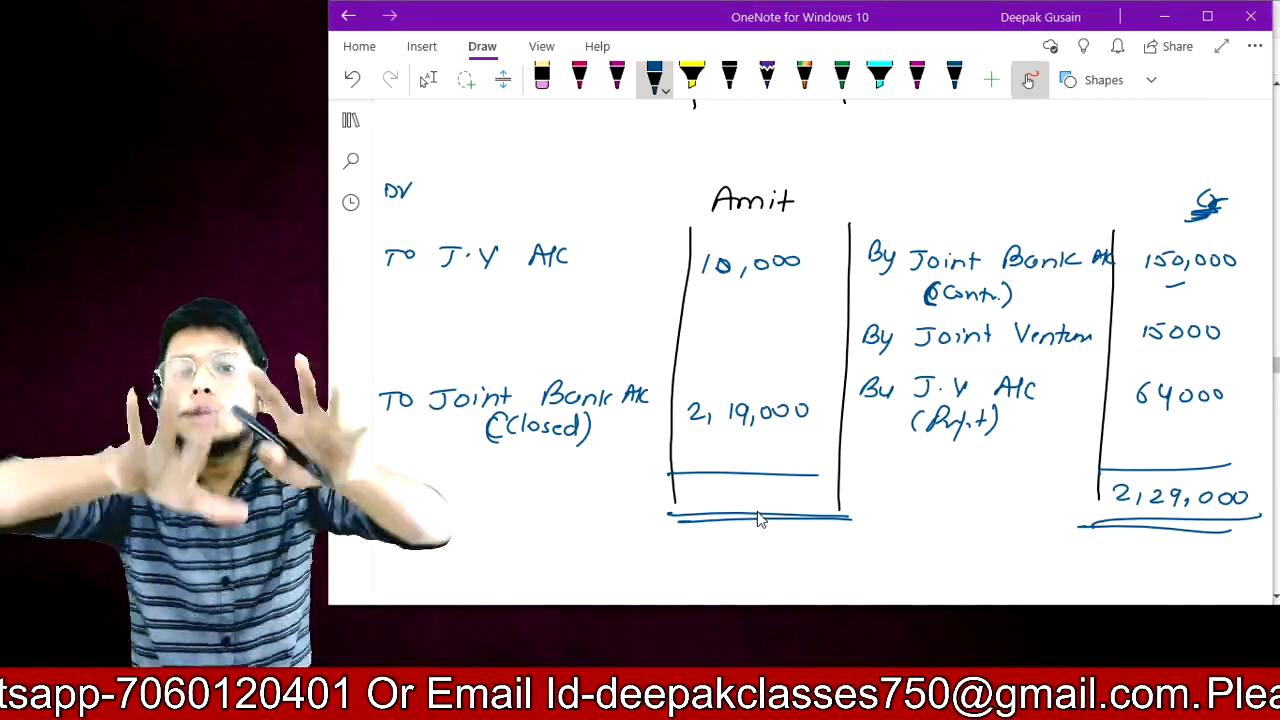 OneNote for Windows 10
Deepak Gusain
Home Insert Draw View Help Share Shapes
Dr
Amit
Cr
To J.V A/C 10,000 By Joint Bank A/c 150,000
(Contr.)
By Joint Venture 15000
To Joint Bank A/c 2,19,000 By J.V A/C 64000
(Closed) (Profit)
2,29,000
tsapp-7060120401 Or Email Id-deepakclasses750@gmail.com. Plea